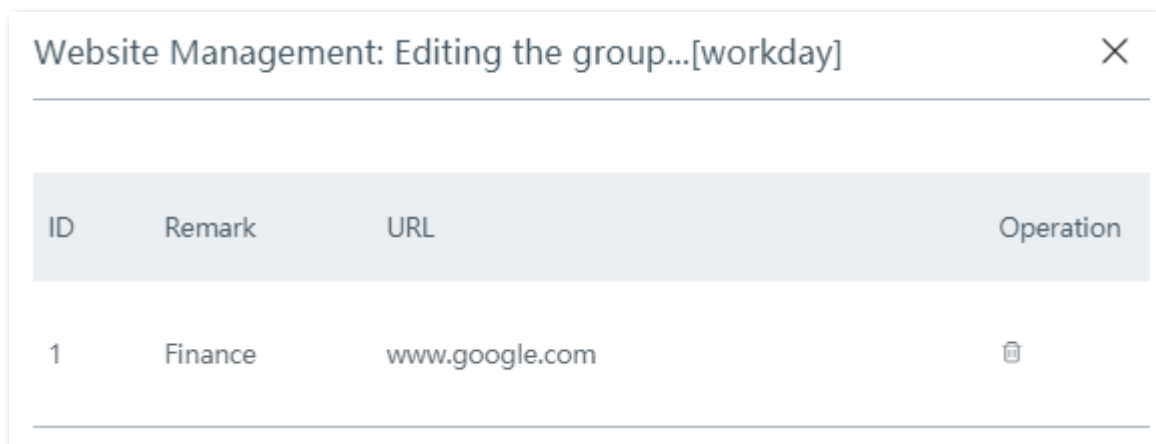 Website Management: Editing the group...[workday]
ID Remark URL Operation
1 Finance www.google.com